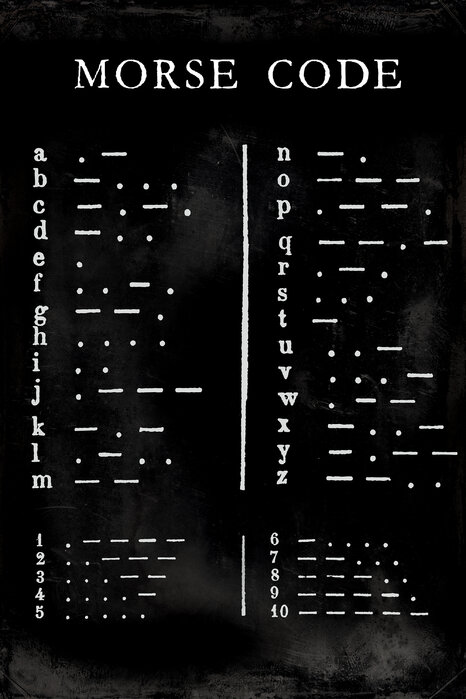 MORSE CODE
a . —
b — . . .
c — . — .
d — . .
e .
f . . — .
g — — .
h . . . .
i . .
j . — — —
k — . —
l . — . .
m — —
n — .
o — — —
p . — — .
q — — . —
r . — .
s . . .
t —
u . . —
v . . . —
w . — —
x — . . —
y — . — —
z — — . .
1 . — — — —
2 . . — — —
3 . . . — —
4 . . . . —
5 . . . . .
6 — . . . .
7 — — . . .
8 — — — . .
9 — — — — .
10 — — — — —